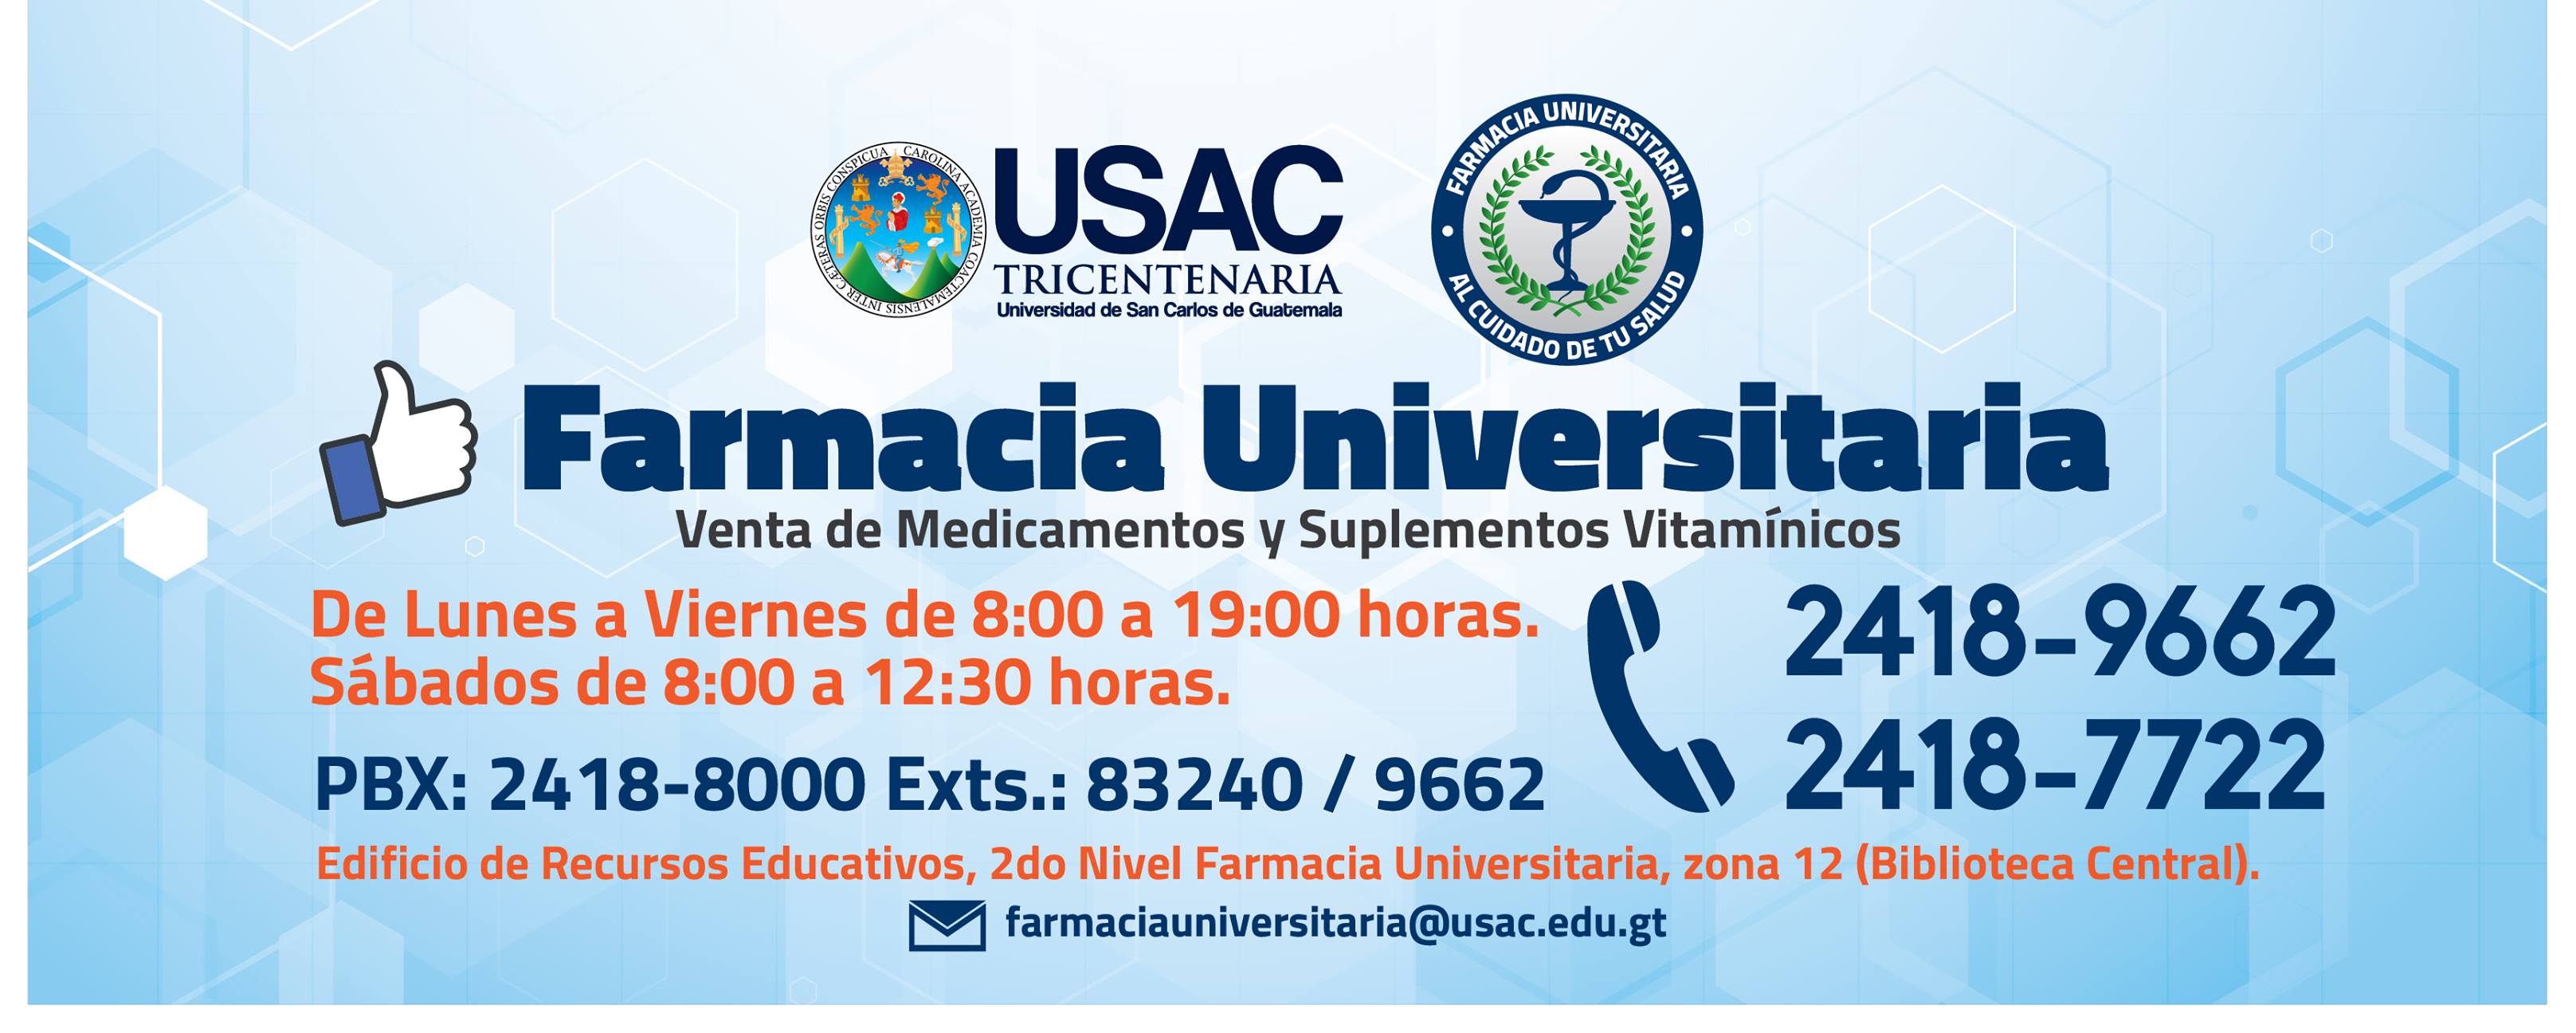 CAROLINA ACADEMIA COACTEMALENSIS INTER CÆTERAS ORBIS CONSPICUA
USAC
TRICENTENARIA
Universidad de San Carlos de Guatemala
FARMACIA UNIVERSITARIA
AL CUIDADO DE TU SALUD
Farmacia Universitaria
Venta de Medicamentos y Suplementos Vitamínicos
De Lunes a Viernes de 8:00 a 19:00 horas.
Sábados de 8:00 a 12:30 horas.
2418-9662
2418-7722
PBX: 2418-8000 Exts.: 83240 / 9662
Edificio de Recursos Educativos, 2do Nivel Farmacia Universitaria, zona 12 (Biblioteca Central).
farmaciauniversitaria@usac.edu.gt